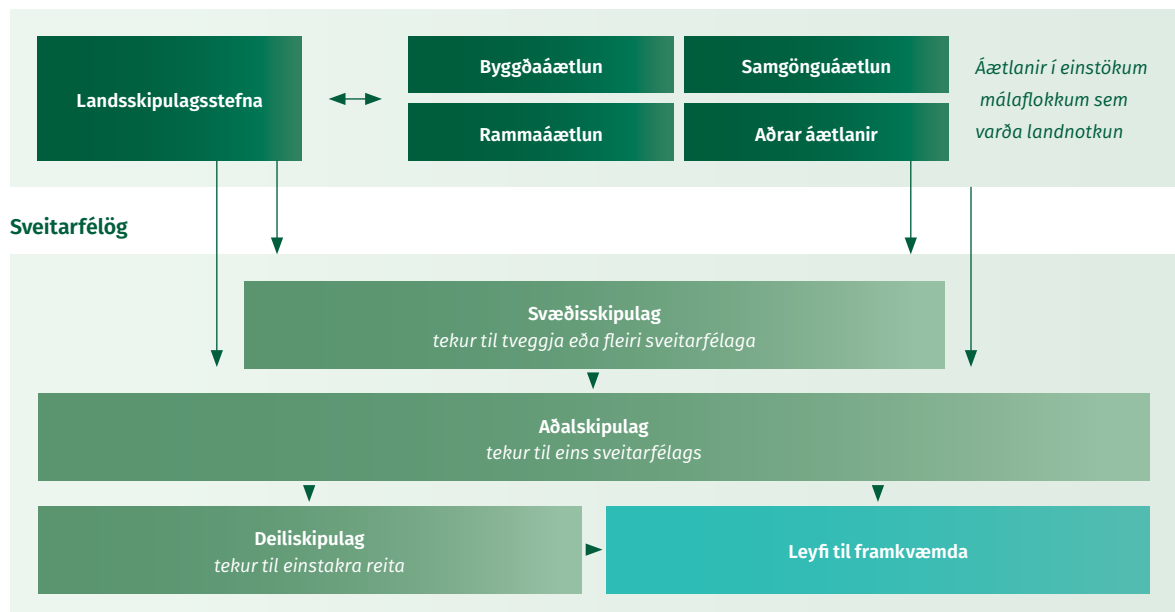 Landsskipulagsstefna
Byggðaáætlun
Samgönguáætlun
Rammaáætlun
Aðrar áætlanir
Áætlanir í einstökum
málaflokkum sem
varða landnotkun
Sveitarfélög
Svæðisskipulag
tekur til tveggja eða fleiri sveitarfélaga
Aðalskipulag
tekur til eins sveitarfélags
Deiliskipulag
tekur til einstakra reita
Leyfi til framkvæmda